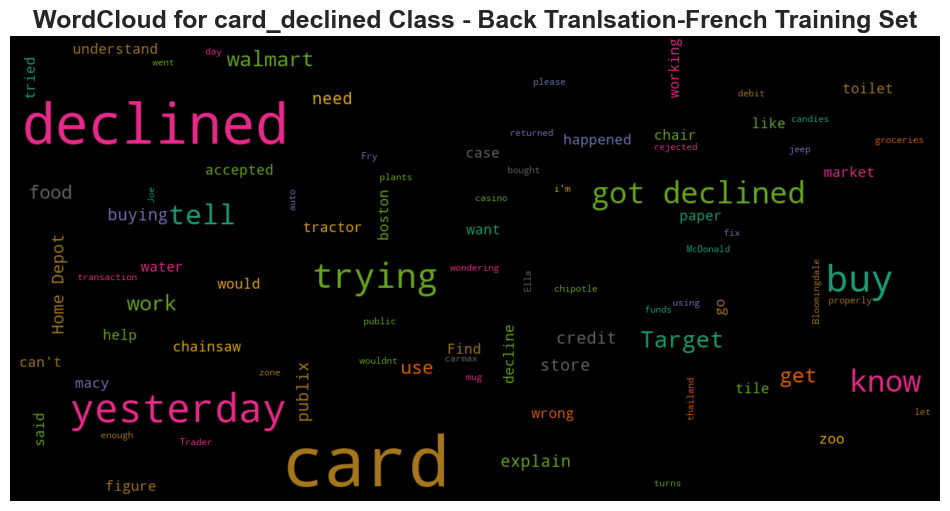 WordCloud for card_declined Class - Back Tranlsation-French Training Set
understand
day
went
walmart
tried
need
declined
please
working
debit
toilet
returned
happened
chair
rejected
like
candies
groceries
jeep
Fry
case
bought
accepted
plants
market
food
Joe
auto
casino
i'm
got declined
buying
tell
boston
tractor
want
paper
fix
McDonald
Home Depot
water
transaction
would
trying
wondering
Ella
chipotle
funds
using
go
Bloomingdale
buy
properly
work
help
public
chainsaw
can't
wouldnt
Find
carmax
decline
credit
store
Target
macy
zone
publix
use
mug
get
tile
know
yesterday
said
enough
Trader
wrong
thailand
let
zoo
card
explain
figure
turns